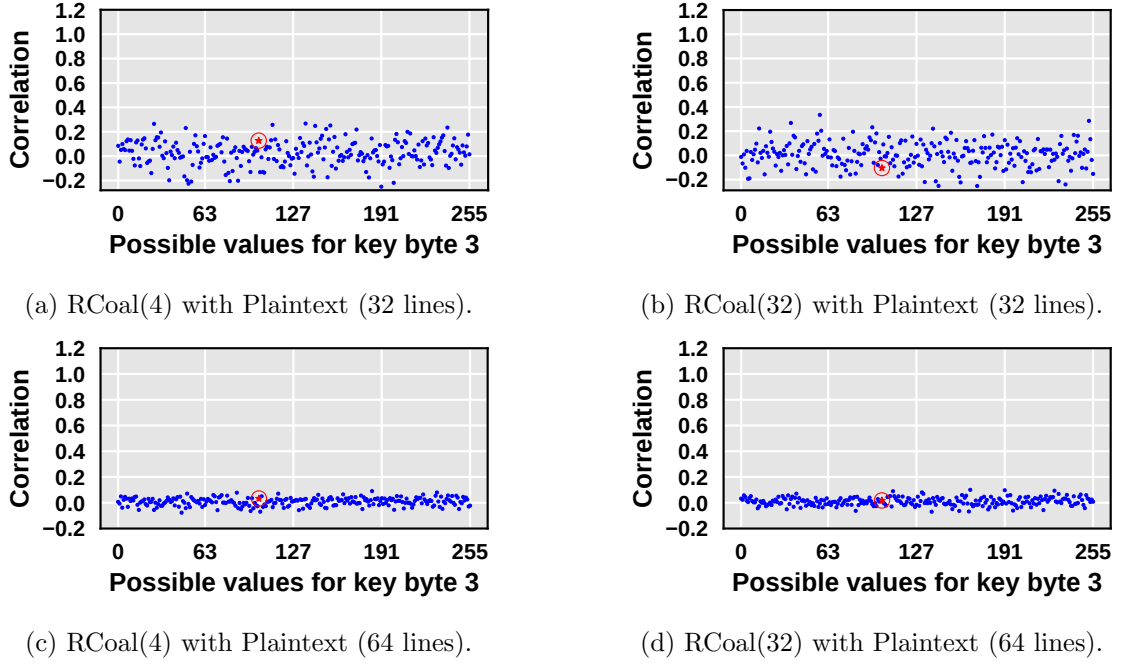 1.2
1.0
0.8
0.6
0.4
0.2
0.0
−0.2
Correlation
0 63 127 191 255
Possible values for key byte 3
(a) RCoal(4) with Plaintext (32 lines).
1.2
1.0
0.8
0.6
0.4
0.2
0.0
−0.2
Correlation
0 63 127 191 255
Possible values for key byte 3
(b) RCoal(32) with Plaintext (32 lines).
1.2
1.0
0.8
0.6
0.4
0.2
0.0
−0.2
Correlation
0 63 127 191 255
Possible values for key byte 3
(c) RCoal(4) with Plaintext (64 lines).
1.2
1.0
0.8
0.6
0.4
0.2
0.0
−0.2
Correlation
0 63 127 191 255
Possible values for key byte 3
(d) RCoal(32) with Plaintext (64 lines).